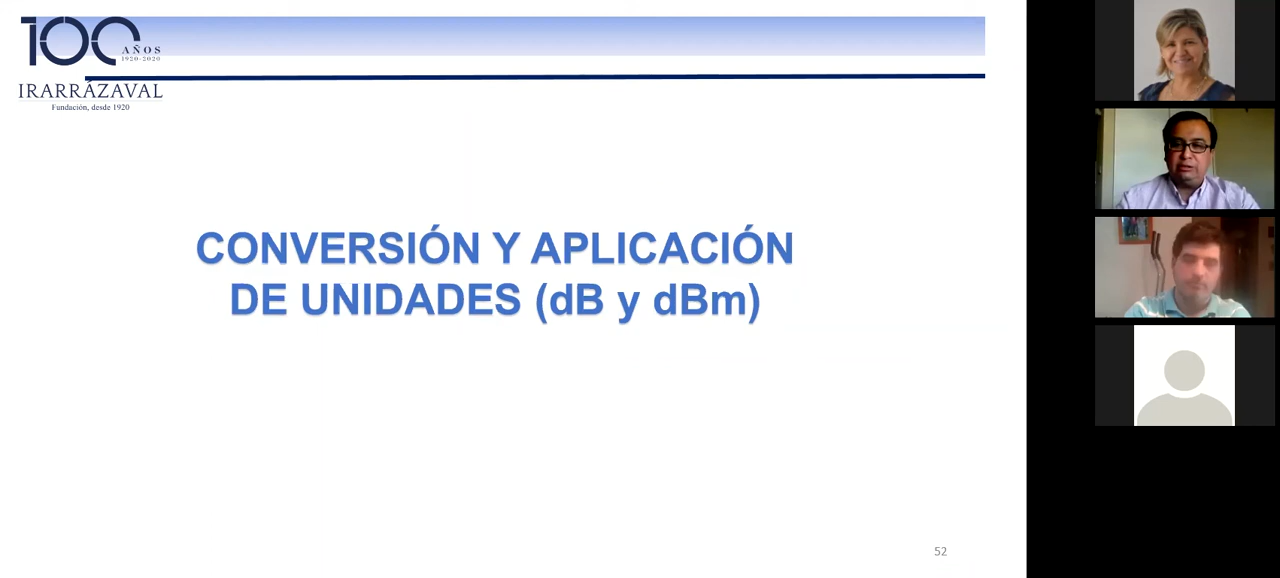 100
AÑOS
1920-2020
IRARRÁZAVAL
Fundación, desde 1920
CONVERSIÓN Y APLICACIÓN
DE UNIDADES (dB y dBm)
52